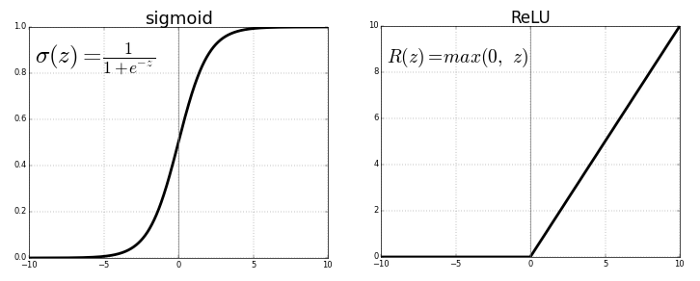 sigmoid
σ(z)=1/(1+e^{-z})
1.0
0.8
0.6
0.4
0.2
0.0
−10 −5 0 5 10
ReLU
R(z)=max(0, z)
10
8
6
4
2
0
−10 −5 0 5 10